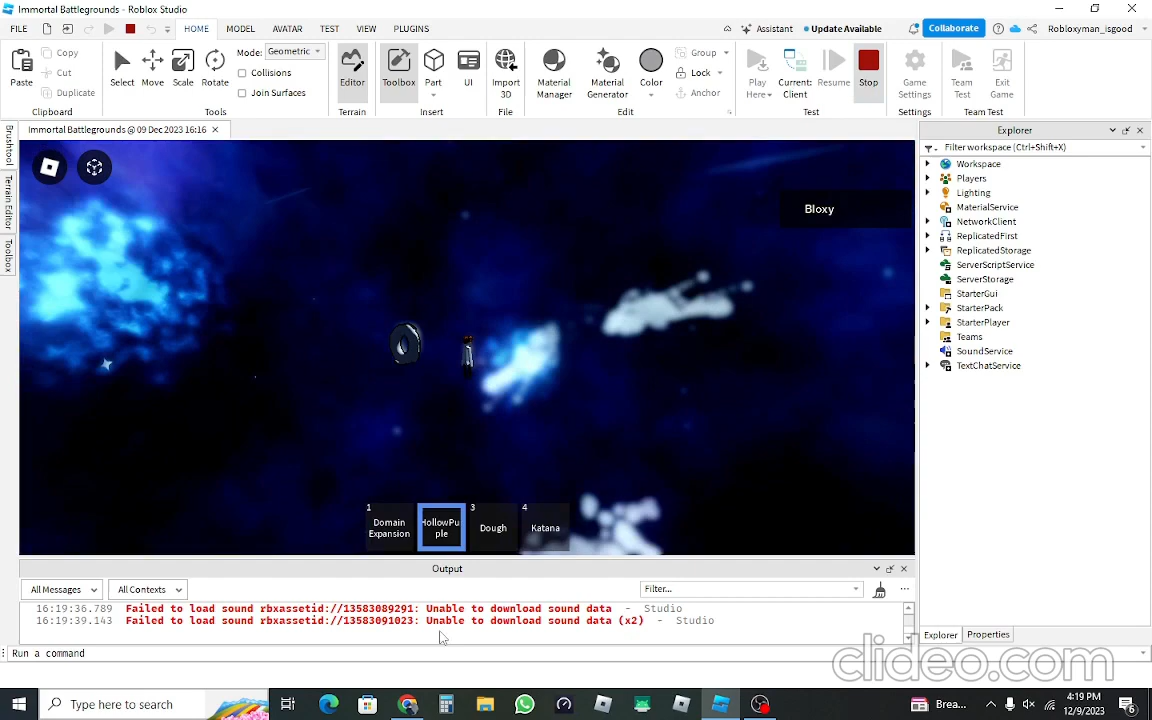 Immortal Battlegrounds - Roblox Studio
FILE HOME MODEL AVATAR TEST VIEW PLUGINS Assistant Update Available Collaborate Robloxyman_isgood
Paste Copy Cut Duplicate Select Move Scale Rotate Mode: Geometric Collisions Join Surfaces Editor Toolbox Part UI Import 3D Material Manager Material Generator Color Group Lock Anchor Play Here Current: Client Resume Stop Game Settings Team Test Exit Game
Clipboard Tools Terrain Insert File Edit Test Settings Team Test
Immortal Battlegrounds @ 09 Dec 2023 16:16
Brushtool
Terrain Editor
Toolbox
Bloxy
1 Domain Expansion
HollowPu ple
3 Dough
4 Katana
Explorer
Filter workspace (Ctrl+Shift+X)
Workspace
Players
Lighting
MaterialService
NetworkClient
ReplicatedFirst
ReplicatedStorage
ServerScriptService
ServerStorage
StarterGui
StarterPack
StarterPlayer
Teams
SoundService
TextChatService
Explorer Properties
Output
All Messages All Contexts Filter...
16:19:36.789 Failed to load sound rbxassetid://13583089291: Unable to download sound data - Studio
16:19:39.143 Failed to load sound rbxassetid://13583091023: Unable to download sound data (x2) - Studio
Run a command
clideo.com
Type here to search
Brea...
4:19 PM
12/9/2023
6